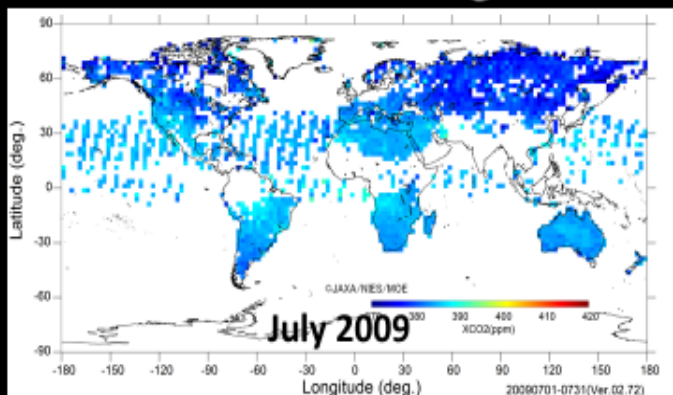 90
60
30
0
-30
-60
-90
Latitude (deg.)
©JAXA/NIES/MOE
380 390 400 410 420
XCO2(ppm)
July 2009
-180 -150 -120 -90 -60 -30 0 30 60 90 120 150 180
Longitude (deg.)
20090701-0731(Ver.02.72)